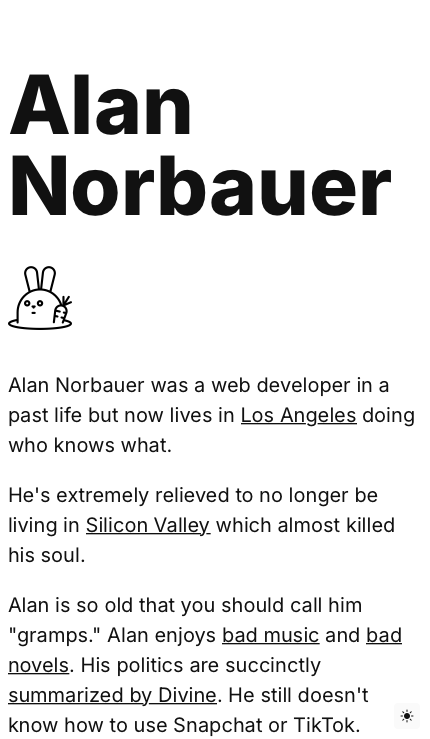 Alan
Norbauer
Alan Norbauer was a web developer in a
past life but now lives in Los Angeles doing
who knows what.
He's extremely relieved to no longer be
living in Silicon Valley which almost killed
his soul.
Alan is so old that you should call him
"gramps." Alan enjoys bad music and bad
novels. His politics are succinctly
summarized by Divine. He still doesn't
know how to use Snapchat or TikTok.